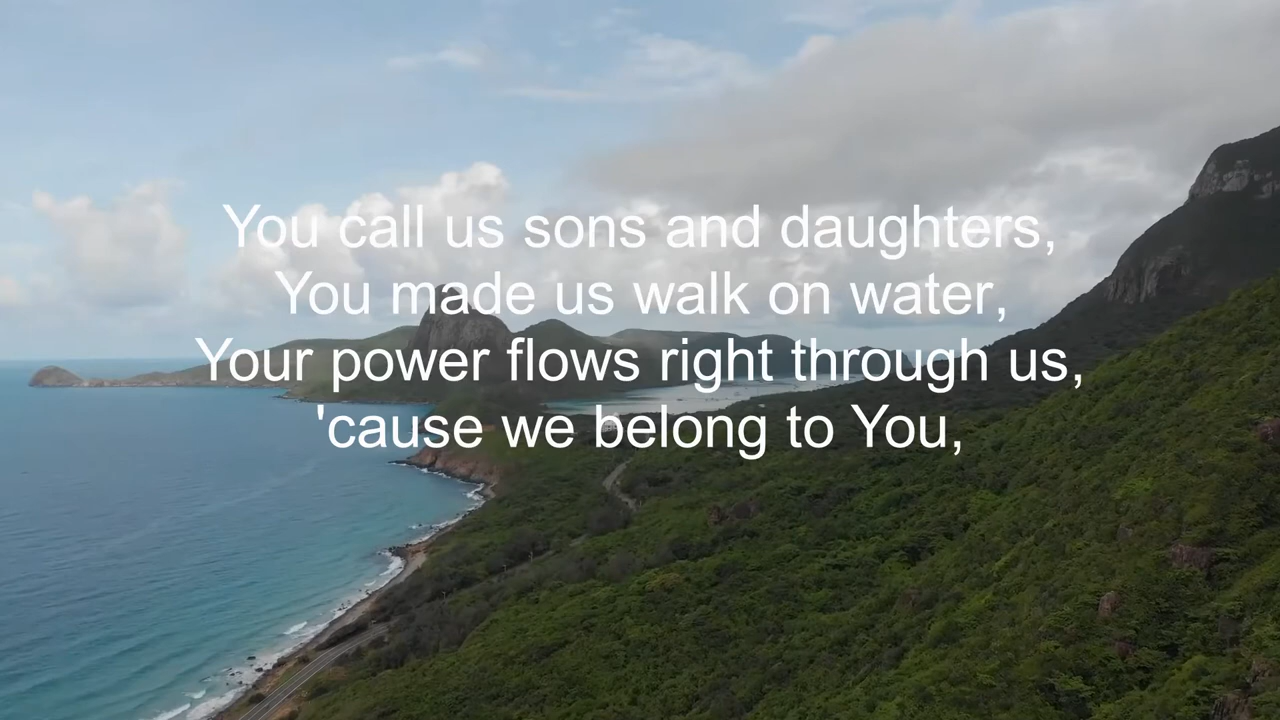 You call us sons and daughters,
You made us walk on water,
Your power flows right through us,
'cause we belong to You,